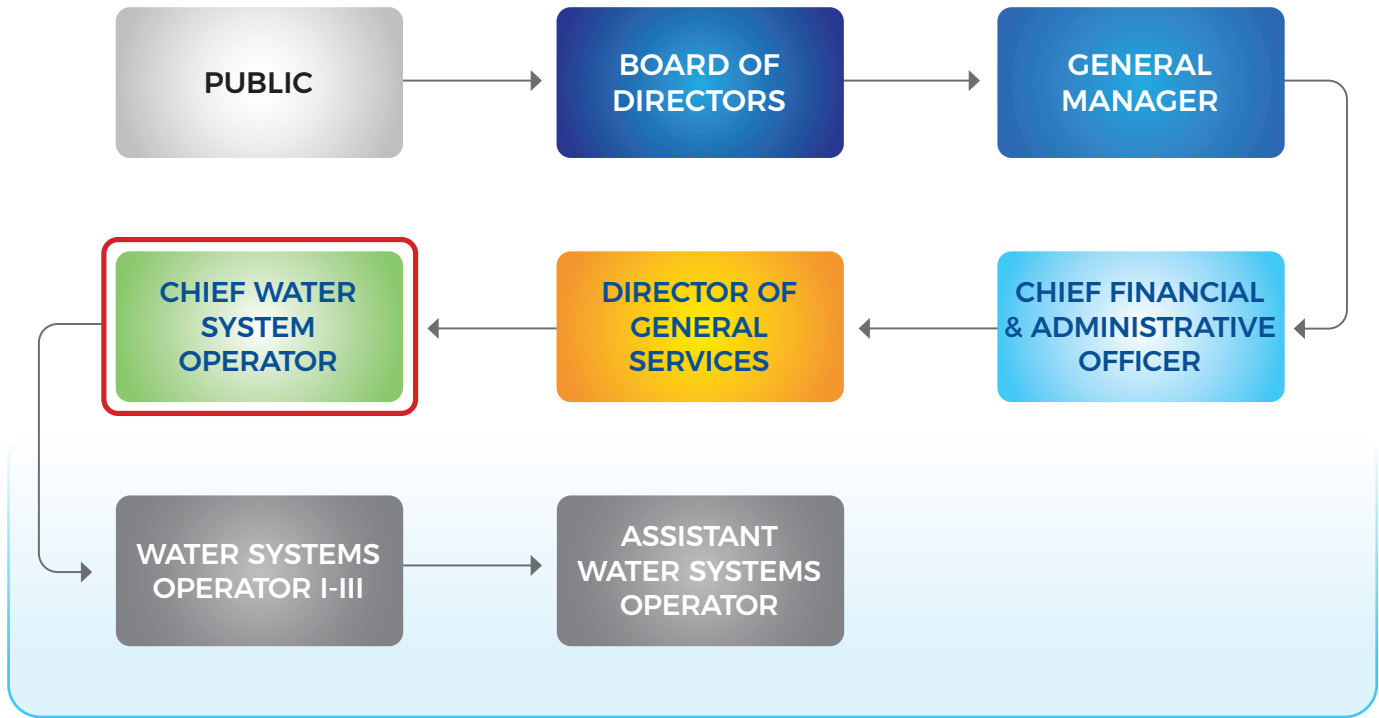 PUBLIC
BOARD OF
DIRECTORS
GENERAL
MANAGER
CHIEF WATER
SYSTEM
OPERATOR
DIRECTOR OF
GENERAL
SERVICES
CHIEF FINANCIAL
& ADMINISTRATIVE
OFFICER
WATER SYSTEMS
OPERATOR I-III
ASSISTANT
WATER SYSTEMS
OPERATOR